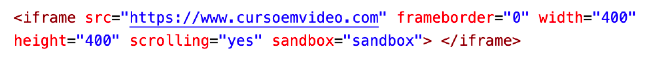 <iframe src="https://www.cursoemvideo.com" frameborder="0" width="400"
height="400" scrolling="yes" sandbox="sandbox"> </iframe>